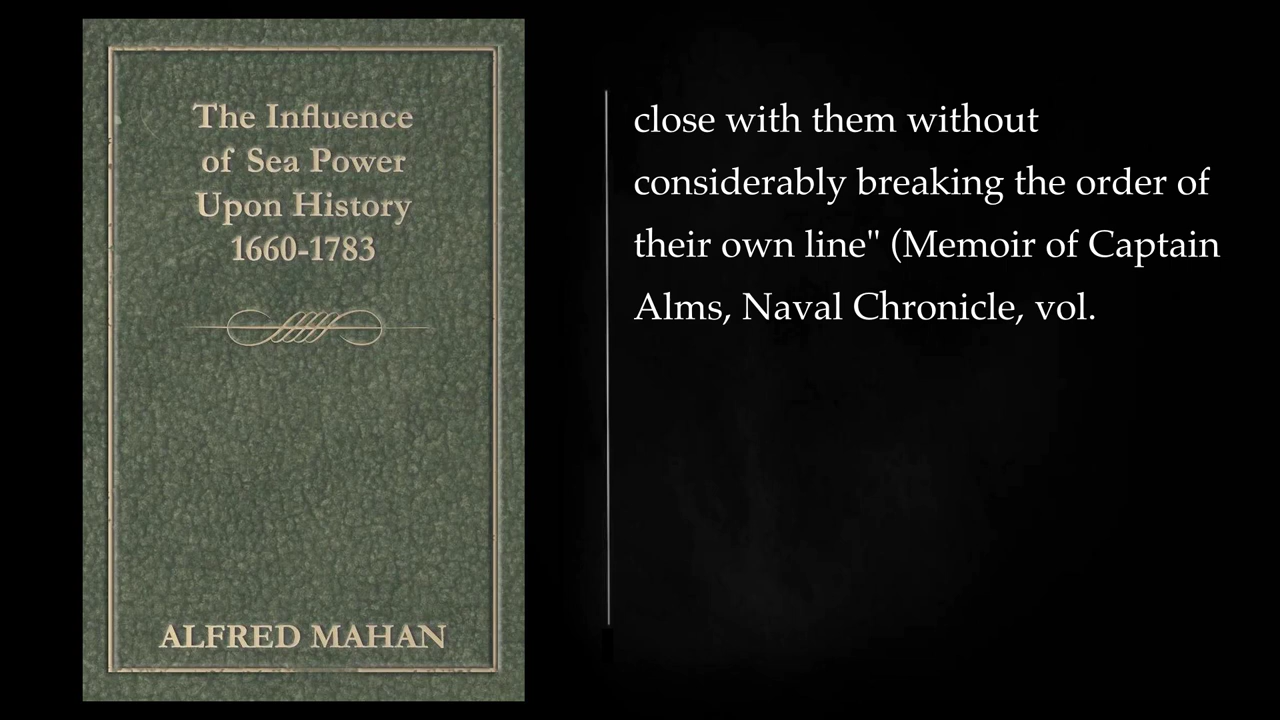 The Influence
of Sea Power
Upon History
1660-1783
ALFRED MAHAN
close with them without
considerably breaking the order of
their own line" (Memoir of Captain
Alms, Naval Chronicle, vol.